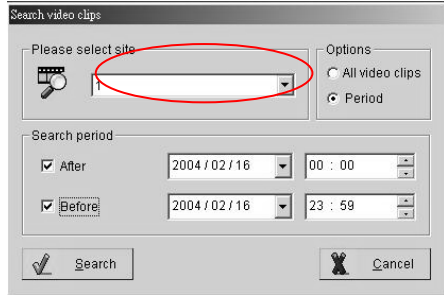 Search video clips
Please select site
1
Options
All video clips
Period
Search period
After 2004/02/16 00 : 00
Before 2004/02/16 23 : 59
Search Cancel